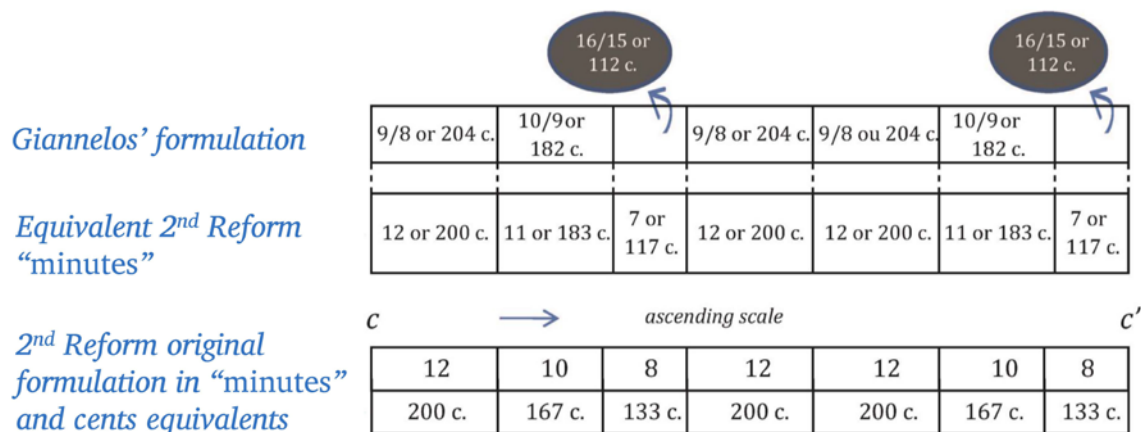 16/15 or
112 c.
16/15 or
112 c.
Giannelos’ formulation
9/8 or 204 c.
10/9 or
182 c.
9/8 or 204 c.
9/8 ou 204 c.
10/9 or
182 c.
Equivalent 2nd Reform
“minutes”
12 or 200 c.
11 or 183 c.
7 or
117 c.
12 or 200 c.
12 or 200 c.
11 or 183 c.
7 or
117 c.
c
ascending scale
c’
2nd Reform original
formulation in “minutes”
and cents equivalents
12 10 8 12 12 10 8
200 c. 167 c. 133 c. 200 c. 200 c. 167 c. 133 c.